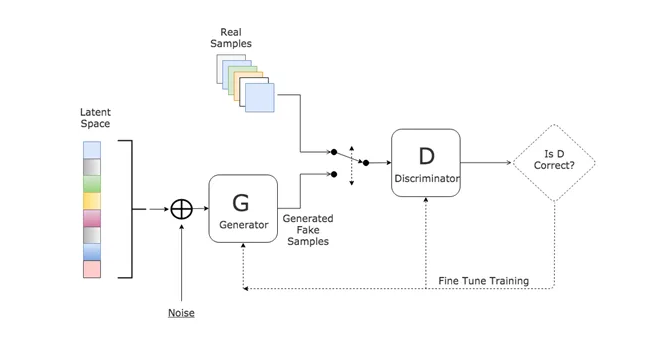 Real
Samples
Latent
Space
Is D
Correct?
D
Discriminator
G
Generator
Generated
Fake
Samples
Fine Tune Training
Noise